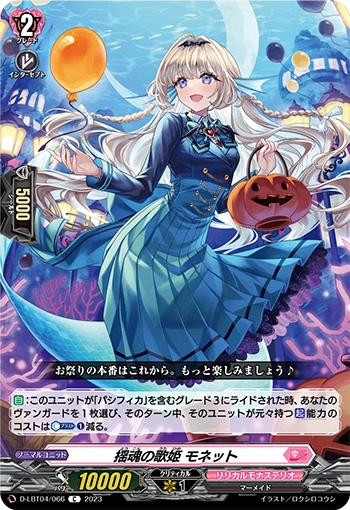 2
グレード
インターセプト
シールド
5000
お祭りの本番はこれから。もっと楽しみましょう♪
自:このユニットが「パシフィカ」を含むグレード3にライドされた時、あなたの
ヴァンガードを1枚選び、そのターン中、そのユニットが元々持つ起能力の
コストは ブラスト1減る。
ノーマルユニット
揺魂の歌姫 モネット
パワー 10000
クリティカル
1
リリカルモナステリオ
マーメイド
D-LBT04/066 C 2023
イラスト/ロクシロコウシ